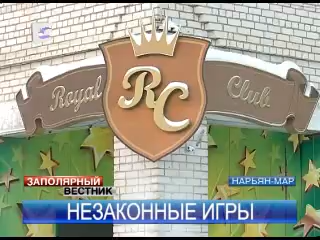 Royal RC Club
ЗАПОЛЯРНЫЙ
ВЕСТНИК
НАРЬЯН-МАР
НЕЗАКОННЫЕ ИГРЫ